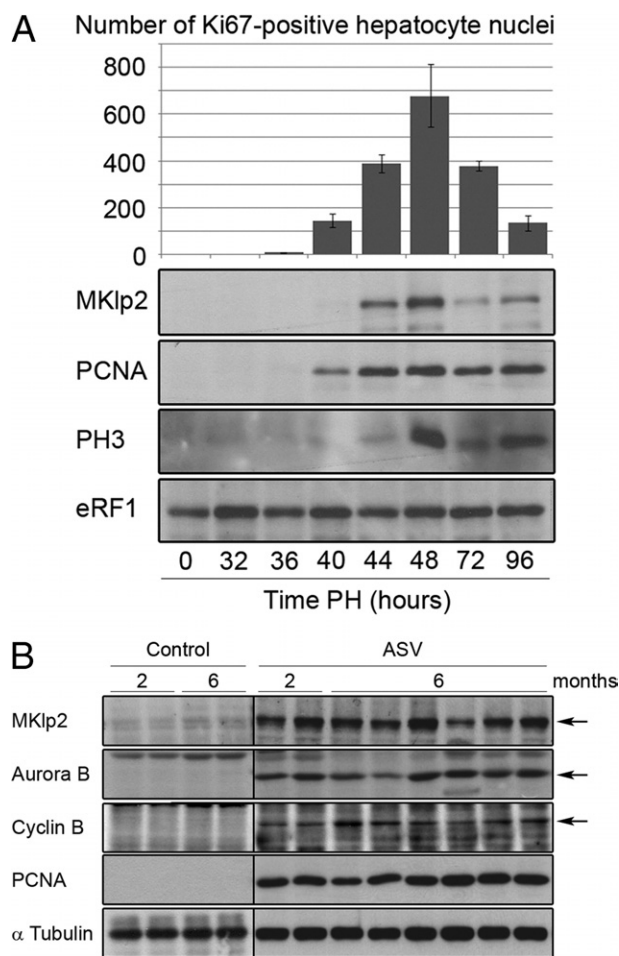 A
Number of Ki67-positive hepatocyte nuclei
800
600
400
200
0
MKlp2
PCNA
PH3
eRF1
0 32 36 40 44 48 72 96
Time PH (hours)
B
Control ASV
2 6 2 6 months
MKlp2
Aurora B
Cyclin B
PCNA
α Tubulin